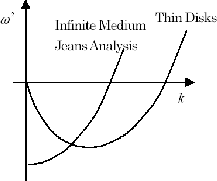 Thin Disks
ω²
Infinite Medium
Jeans Analysis
k